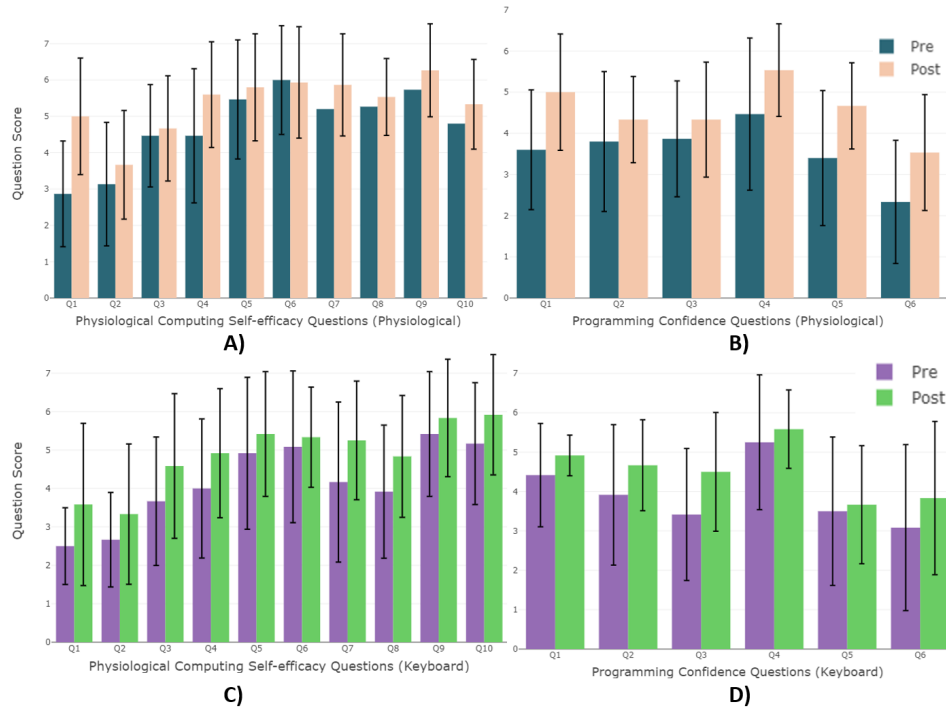 7
6
5
4
3
2
1
0
Question Score
Q1 Q2 Q3 Q4 Q5 Q6 Q7 Q8 Q9 Q10
Physiological Computing Self-efficacy Questions (Physiological)
A)
7
6
5
4
3
2
1
0
Pre
Post
Q1 Q2 Q3 Q4 Q5 Q6
Programming Confidence Questions (Physiological)
B)
7
6
5
4
3
2
1
0
Question Score
Q1 Q2 Q3 Q4 Q5 Q6 Q7 Q8 Q9 Q10
Physiological Computing Self-efficacy Questions (Keyboard)
C)
7
6
5
4
3
2
1
0
Pre
Post
Q1 Q2 Q3 Q4 Q5 Q6
Programming Confidence Questions (Keyboard)
D)